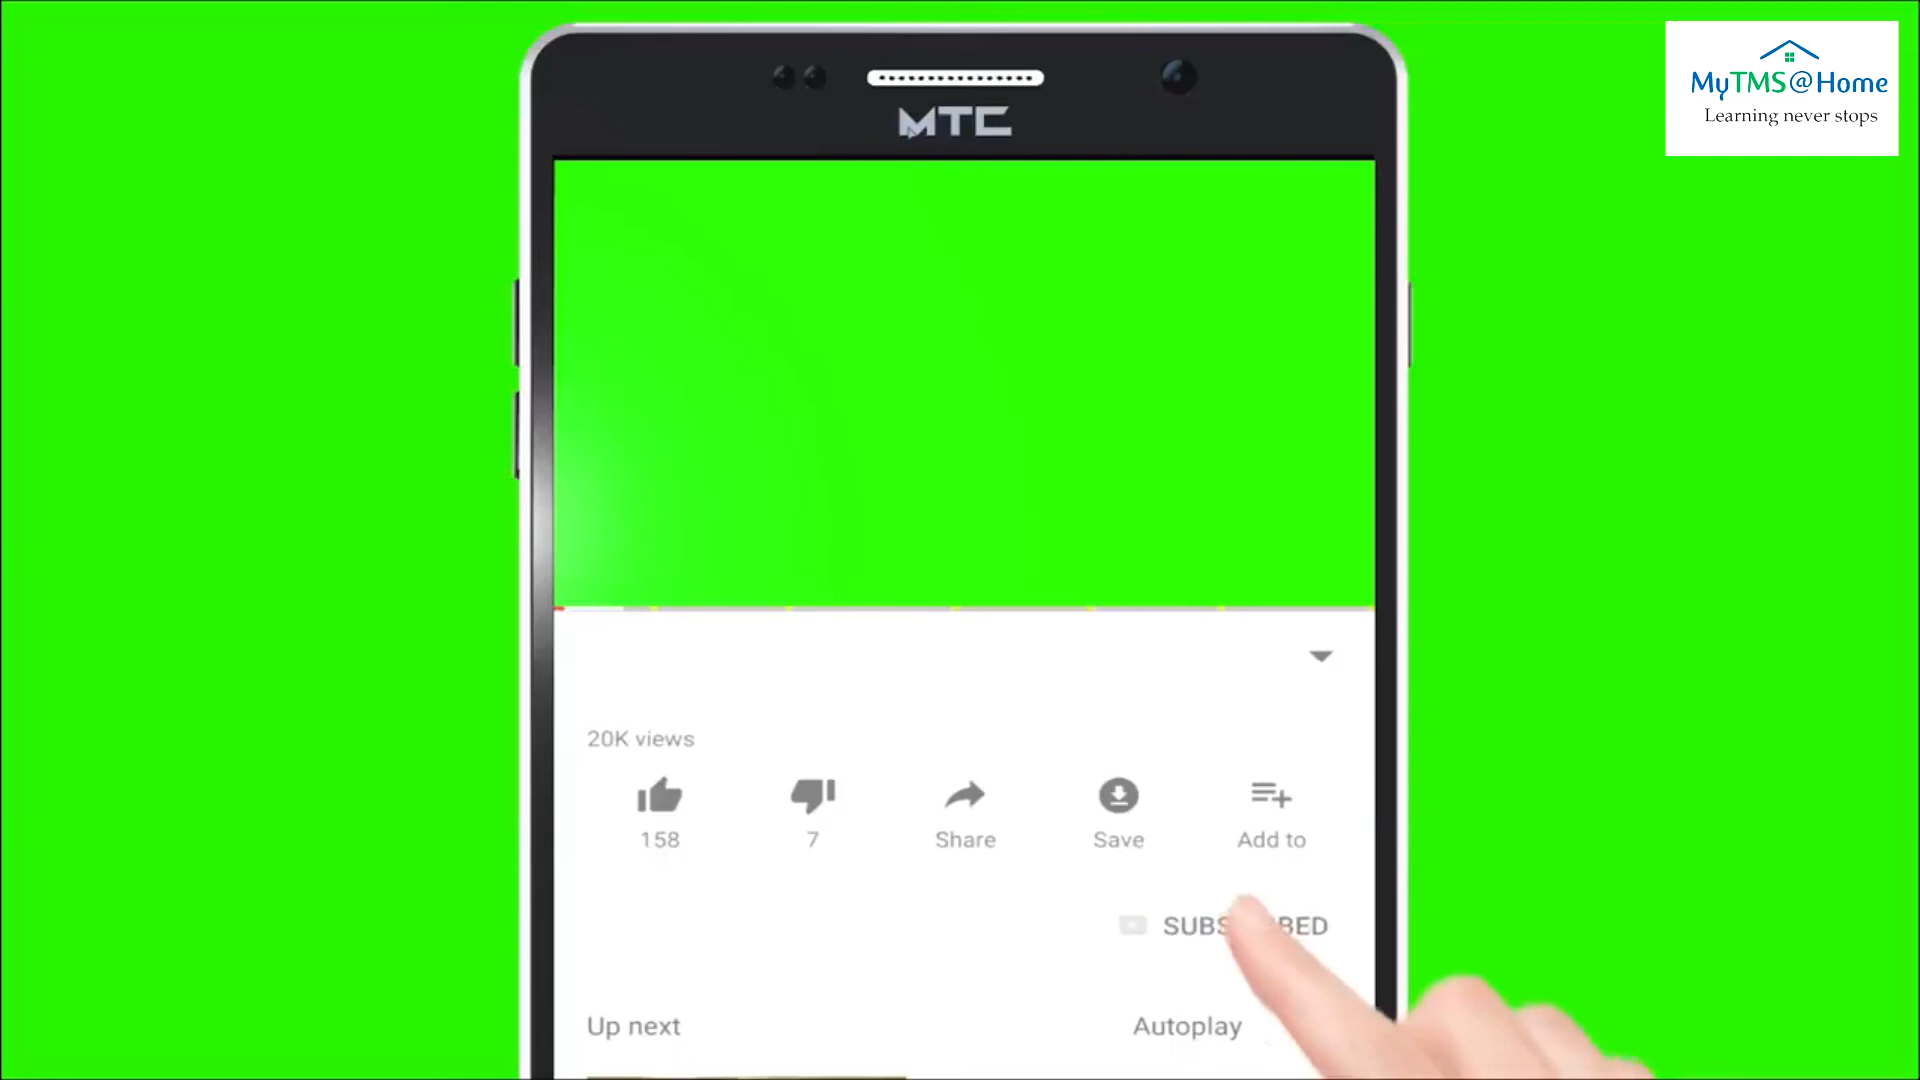 MTC
MyTMS@Home
Learning never stops
20K views
158
7
Share
Save
Add to
Up next
Autoplay